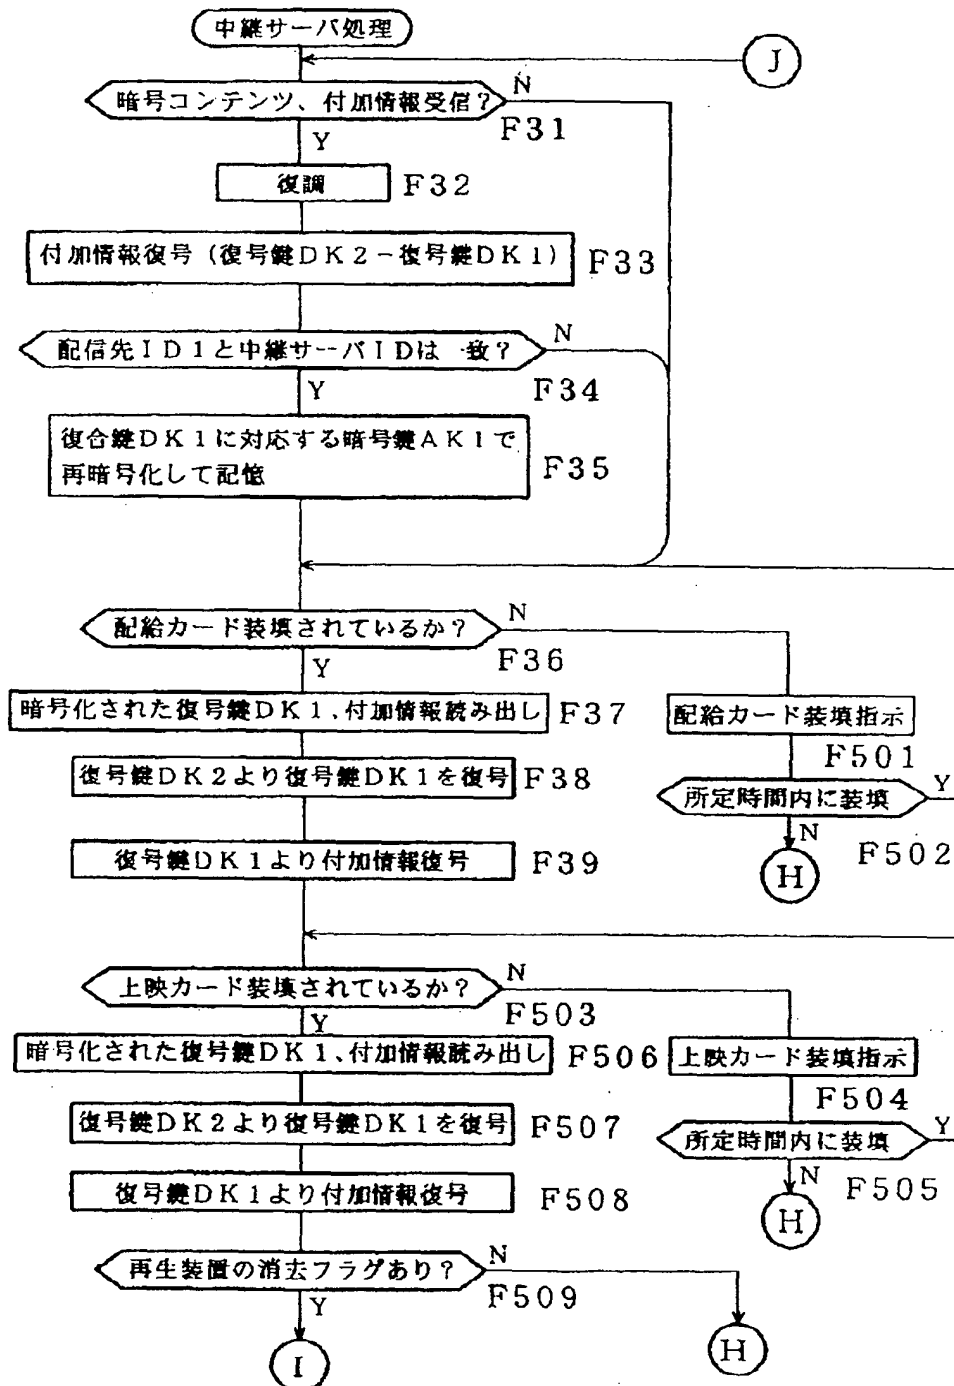 中継サーバ処理
J
暗号コンテンツ、付加情報受信?
N
F31
Y
復調
F32
付加情報復号(復号鍵DK2-復号鍵DK1)
F33
配信先ID1と中継サーバIDは一致?
N
F34
Y
復合鍵DK1に対応する暗号鍵AK1で
再暗号化して記憶
F35
配給カード装填されているか?
N
F36
Y
暗号化された復号鍵DK1、付加情報読み出し
F37
配給カード装填指示
F501
復号鍵DK2より復号鍵DK1を復号
F38
所定時間内に装填
Y
N
F502
H
復号鍵DK1より付加情報復号
F39
上映カード装填されているか?
N
F503
Y
暗号化された復号鍵DK1、付加情報読み出し
F506
上映カード装填指示
F504
復号鍵DK2より復号鍵DK1を復号
F507
所定時間内に装填
Y
N
F505
H
復号鍵DK1より付加情報復号
F508
再生装置の消去フラグあり?
N
F509
Y
I
H